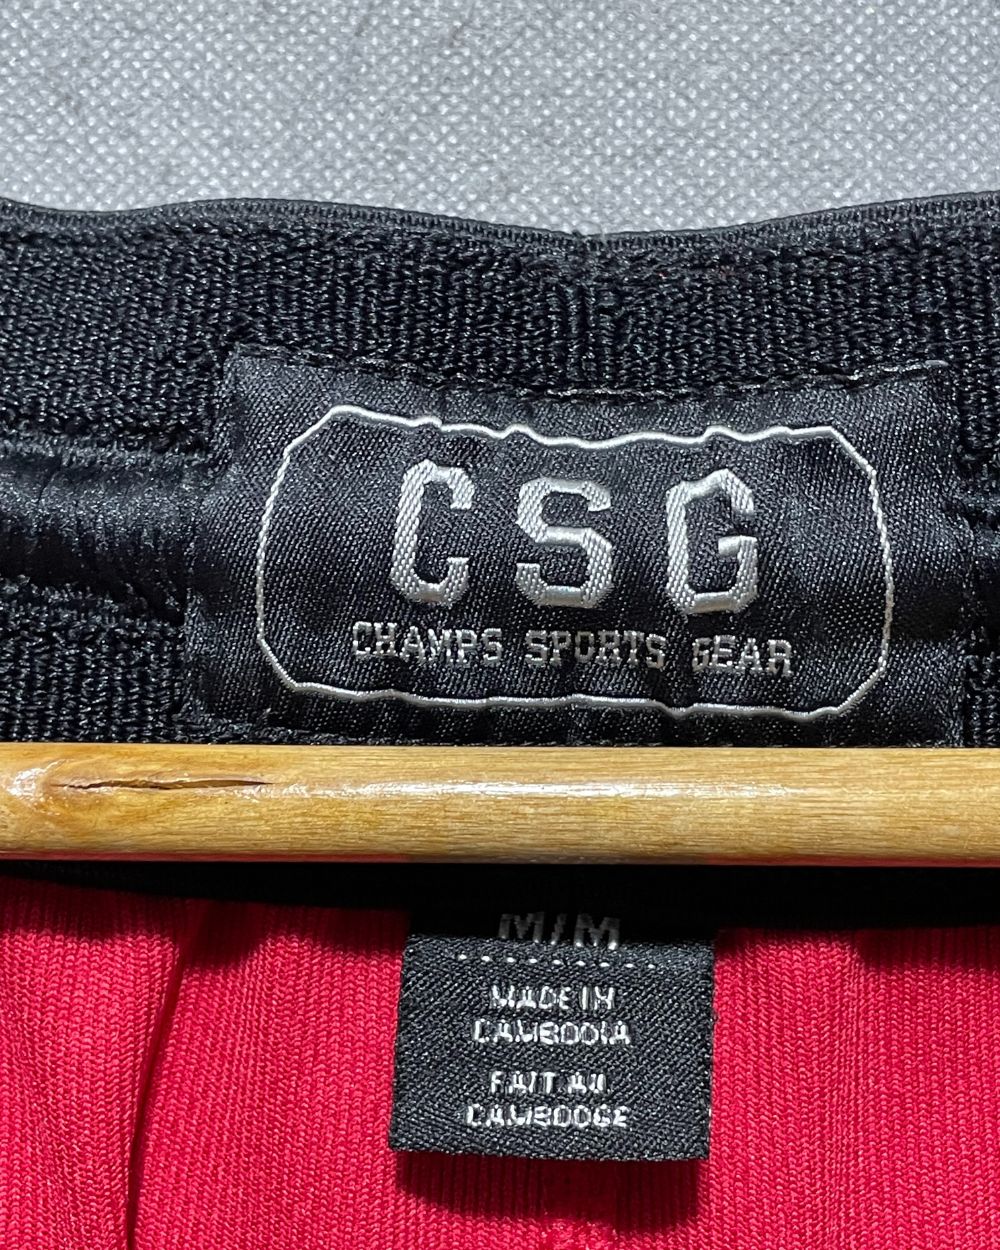 CSG
CHAMPS SPORTS GEAR
M/M
MADE IN
CAMBODIA
FAIT AU
CAMBODGE